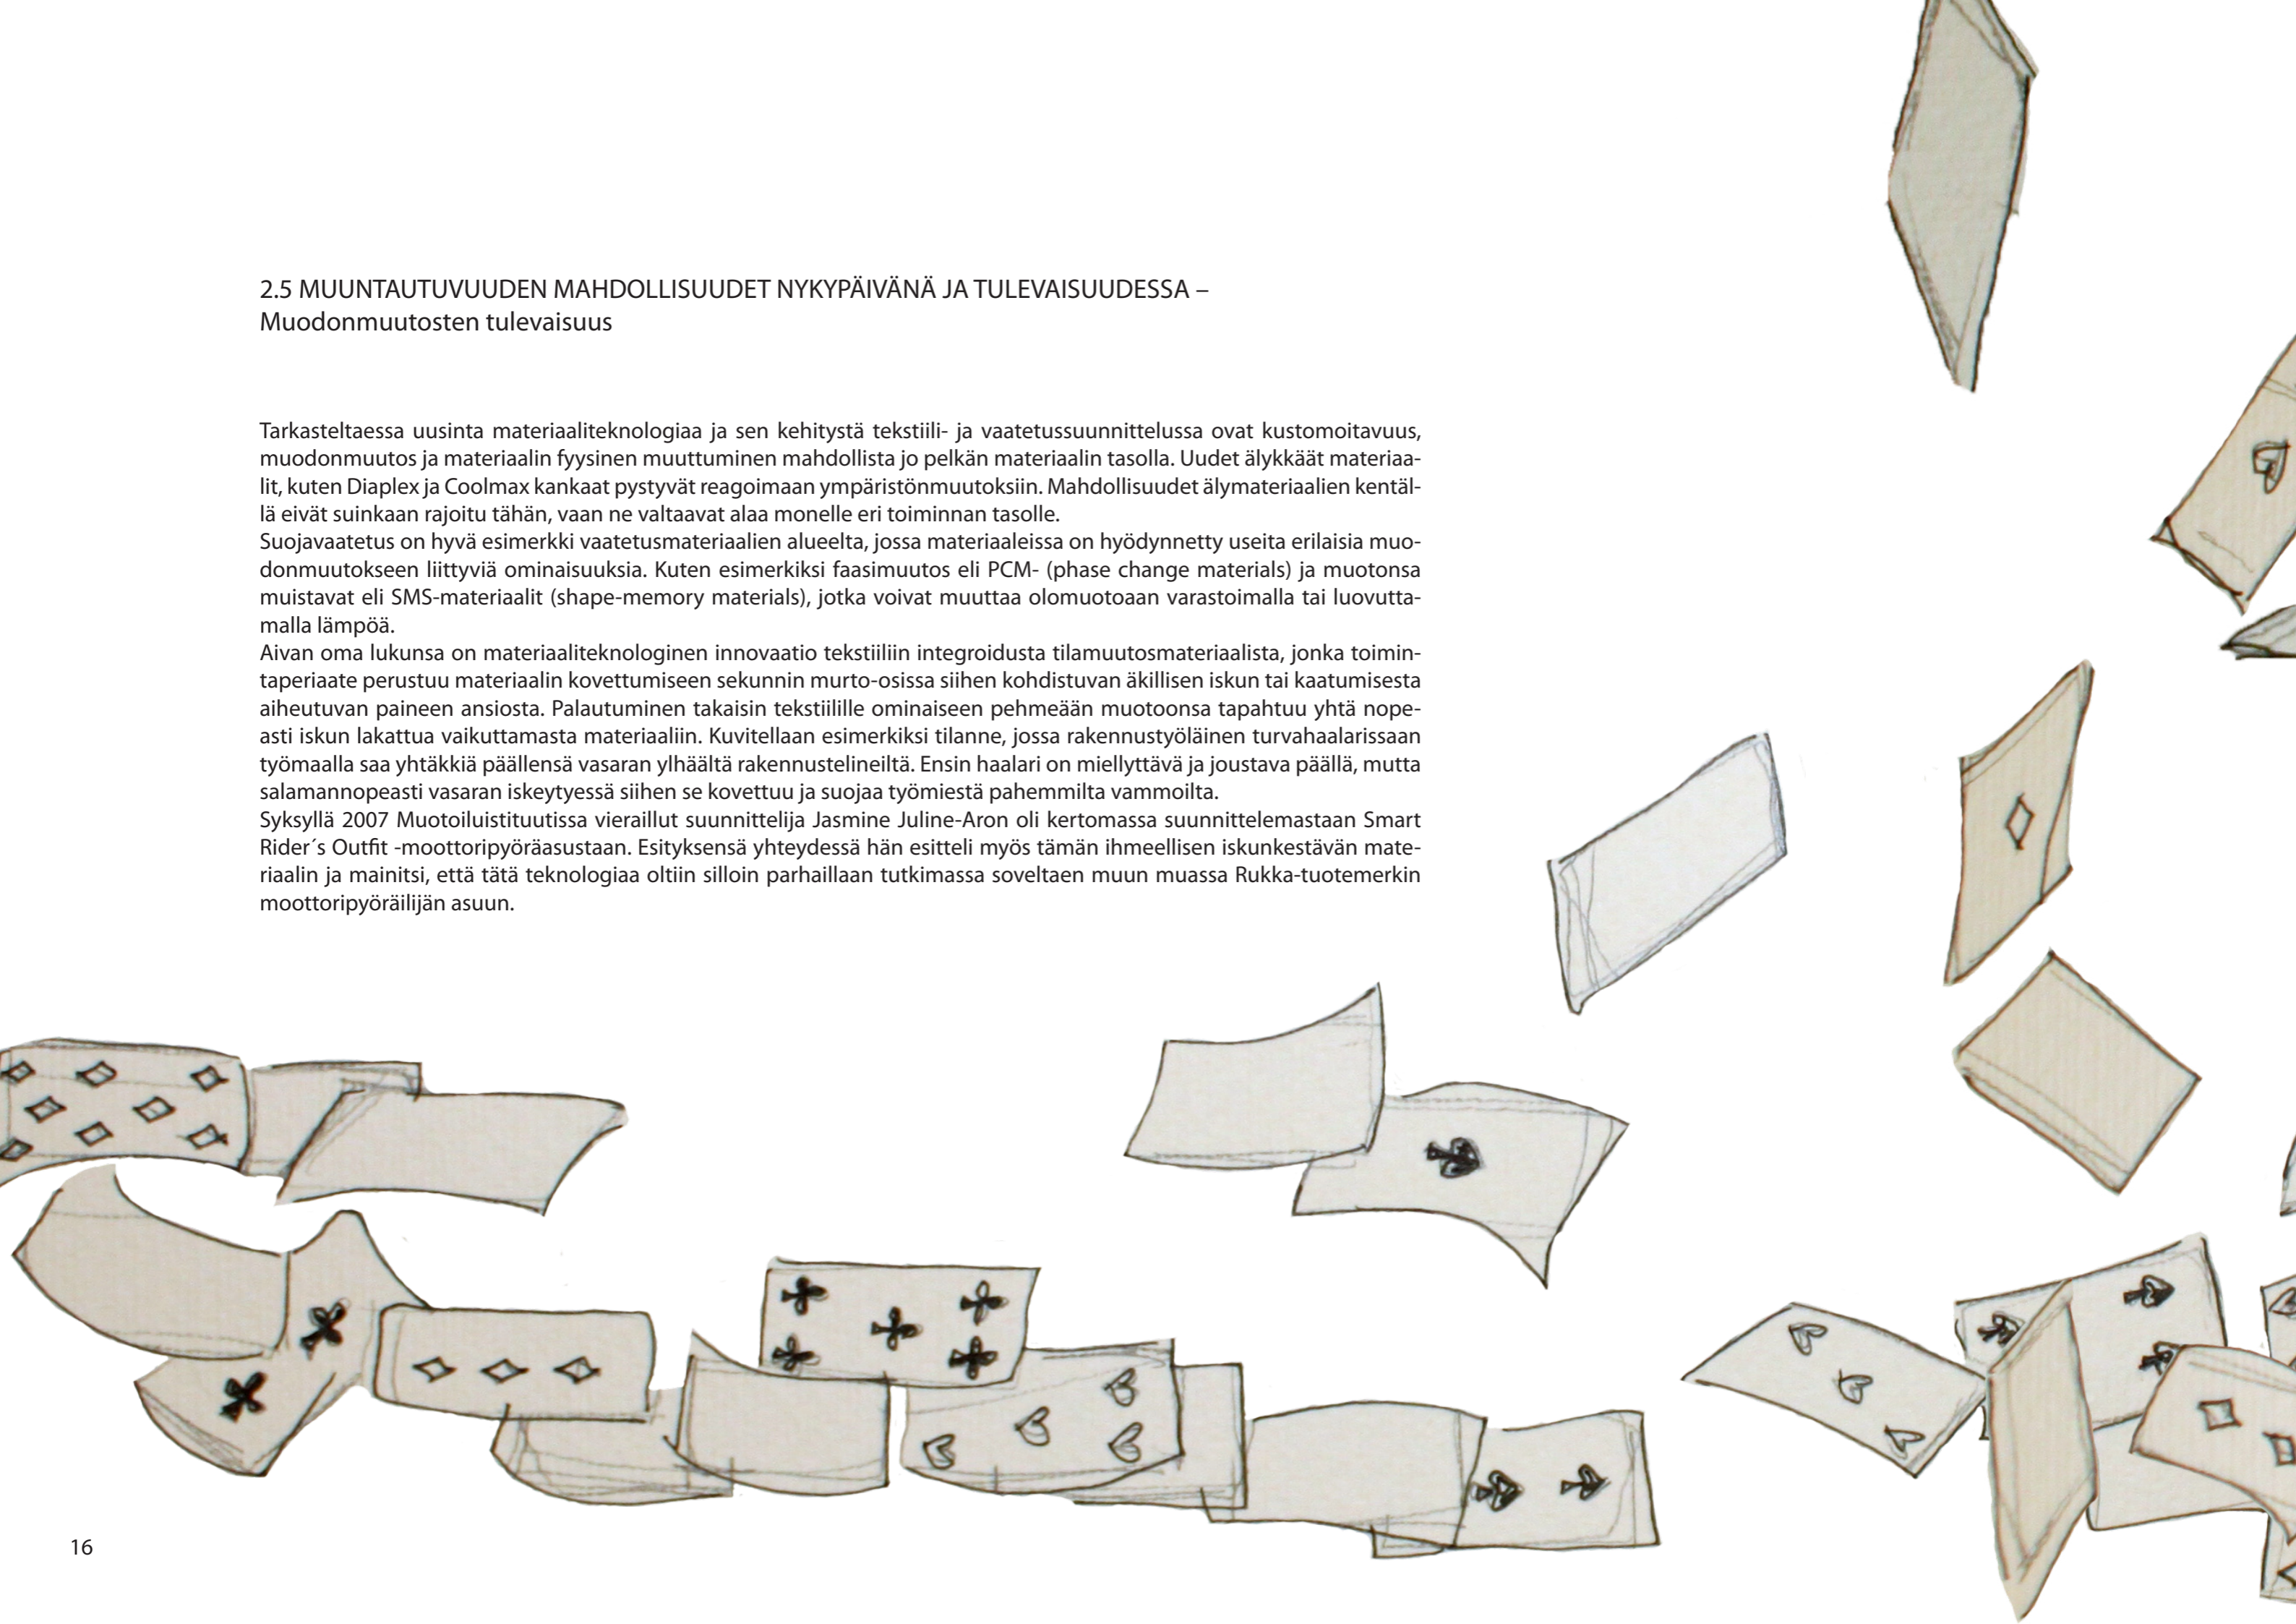 2.5 MUUNTAUTUVUUDEN MAHDOLLISUUDET NYKYPÄIVÄNÄ JA TULEVAISUUDESSA –
Muodonmuutosten tulevaisuus
Tarkasteltaessa uusinta materiaaliteknologiaa ja sen kehitystä tekstiili- ja vaatetussuunnittelussa ovat kustomoitavuus,
muodonmuutos ja materiaalin fyysinen muuttuminen mahdollista jo pelkän materiaalin tasolla. Uudet älykkäät materiaa-
lit, kuten Diaplex ja Coolmax kankaat pystyvät reagoimaan ympäristönmuutoksiin. Mahdollisuudet älymateriaalien kentäl-
lä eivät suinkaan rajoitu tähän, vaan ne valtaavat alaa monelle eri toiminnan tasolle.
Suojavaatetus on hyvä esimerkki vaatetusmateriaalien alueelta, jossa materiaaleissa on hyödynnetty useita erilaisia muo-
donmuutokseen liittyviä ominaisuuksia. Kuten esimerkiksi faasimuutos eli PCM- (phase change materials) ja muotonsa
muistavat eli SMS-materiaalit (shape-memory materials), jotka voivat muuttaa olomuotoaan varastoimalla tai luovutta-
malla lämpöä.
Aivan oma lukunsa on materiaaliteknologinen innovaatio tekstiiliin integroidusta tilamuutosmateriaalista, jonka toimin-
taperiaate perustuu materiaalin kovettumiseen sekunnin murto-osissa siihen kohdistuvan äkillisen iskun tai kaatumisesta
aiheutuvan paineen ansiosta. Palautuminen takaisin tekstiilille ominaiseen pehmeään muotoonsa tapahtuu yhtä nope-
asti iskun lakattua vaikuttamasta materiaaliin. Kuvitellaan esimerkiksi tilanne, jossa rakennustyöläinen turvahaalarissaan
työmaalla saa yhtäkkiä päällensä vasaran ylhäältä rakennustelineiltä. Ensin haalari on miellyttävä ja joustava päällä, mutta
salamannopeasti vasaran iskeytyessä siihen se kovettuu ja suojaa työmiestä pahemmilta vammoilta.
Syksyllä 2007 Muotoiluistituutissa vieraillut suunnittelija Jasmine Juline-Aron oli kertomassa suunnittelemastaan Smart
Rider´s Outfit -moottoripyöräasustaan. Esityksensä yhteydessä hän esitteli myös tämän ihmeellisen iskunkestävän mate-
riaalin ja mainitsi, että tätä teknologiaa oltiin silloin parhaillaan tutkimassa soveltaen muun muassa Rukka-tuotemerkin
moottoripyöräilijän asuun.
16